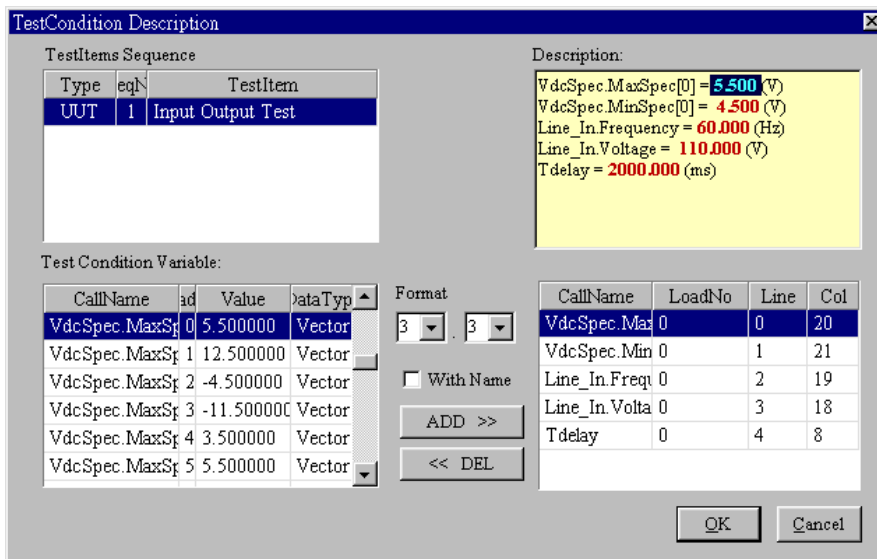 TestCondition Description
TestItems Sequence
Type eqN TestItem
UUT 1 Input Output Test
Description:
VdcSpec.MaxSpec[0] = 5.500 (V)
VdcSpec.MinSpec[0] = 4.500 (V)
Line_In.Frequency = 60.000 (Hz)
Line_In.Voltage = 110.000 (V)
Tdelay = 2000.000 (ms)
Test Condition Variable:
CallName ad Value DataTyp
VdcSpec.MaxSp 0 5.500000 Vector
VdcSpec.MaxSp 1 12.500000 Vector
VdcSpec.MaxSp 2 -4.500000 Vector
VdcSpec.MaxSp 3 -11.500000 Vector
VdcSpec.MaxSp 4 3.500000 Vector
VdcSpec.MaxSp 5 5.500000 Vector
Format
3 . 3
With Name
ADD >>
<< DEL
CallName LoadNo Line Col
VdcSpec.Max 0 0 20
VdcSpec.Min 0 1 21
Line_In.Frequ 0 2 19
Line_In.Volta 0 3 18
Tdelay 0 4 8
OK
Cancel